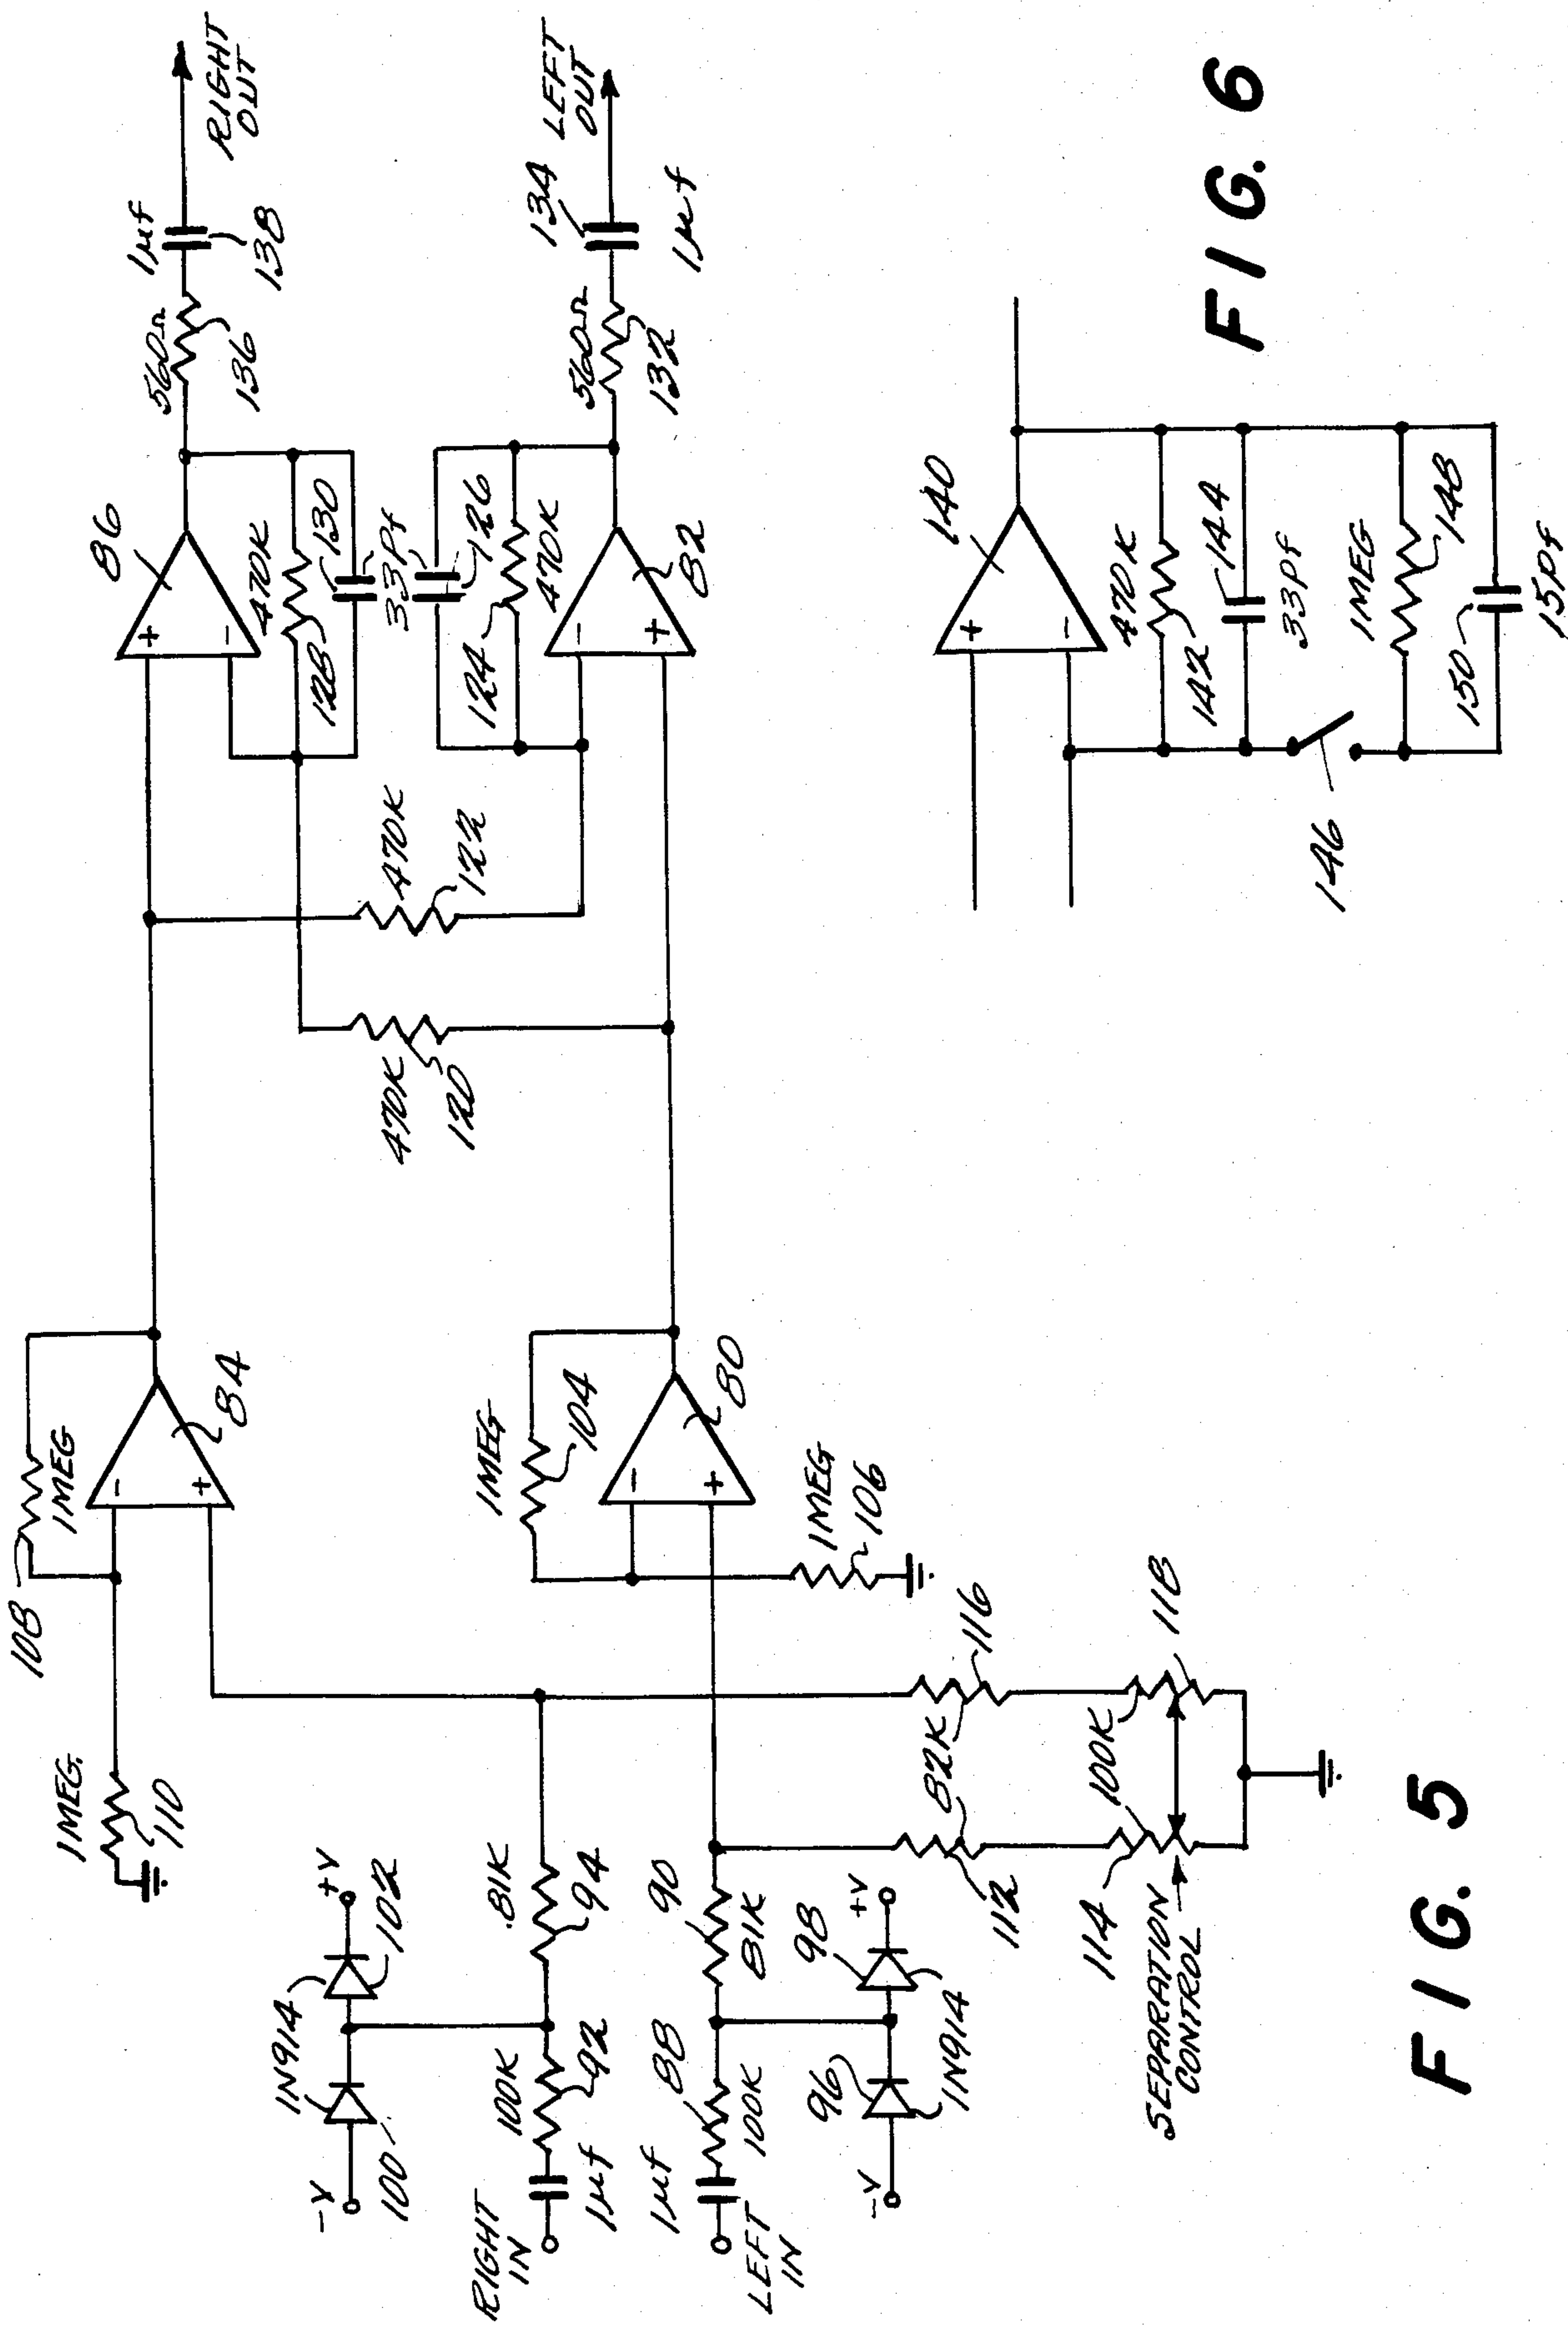 1MEG.
110
108
1MEG
84
1N914
-V
100
+V
102
RIGHT
IN
1µf
100K
92
.81K
94
1µf
88
100K
90
81K
LEFT
IN
96
98
1N914
-V
+V
1MEG
104
80
1MEG
106
112
82K
116
114
100K
118
SEPARATION
CONTROL
470K
120
470K
122
86
470K
128
130
33Pf
126
124
470K
82
560Ω
136
1µf
138
RIGHT
OUT
560Ω
132
134
1µf
LEFT
OUT
FIG. 5
140
470K
142
144
33Pf
146
1MEG
148
150
15Pf
FIG. 6